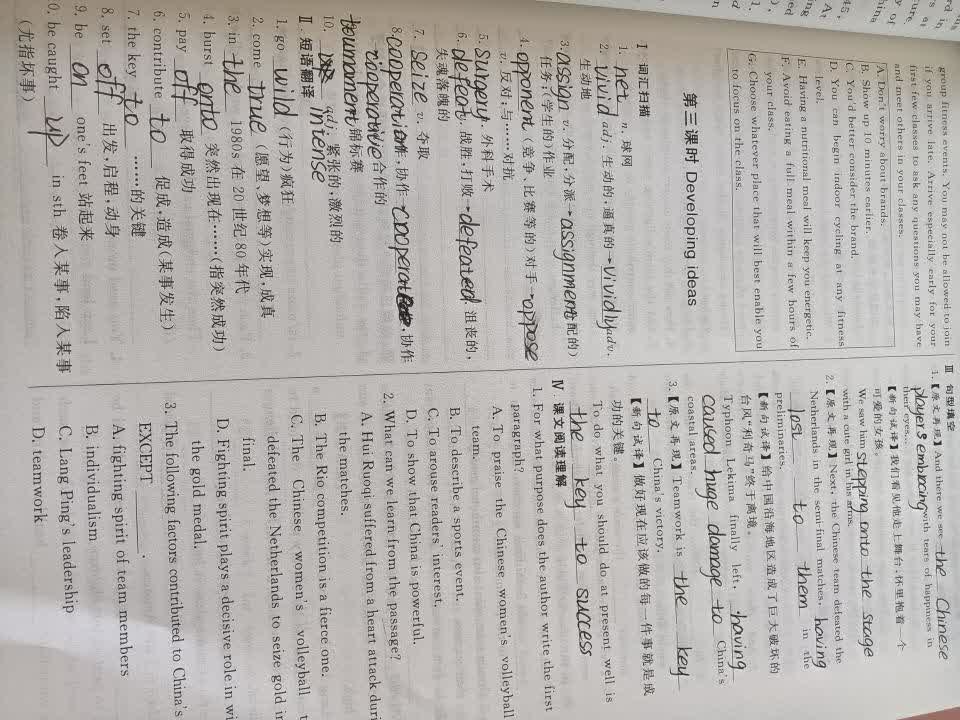 group fitness events. You may not be allowed to join
if you arrive late. Arrive especially early for your
first few classes to ask any questions you may have
and meet others in your classes.
A. Don't worry about brands.
B. Show up 10 minutes earlier.
C. You'd better consider the brand.
D. You can begin indoor cycling at any fitness
level.
E. Having a nutritional meal will keep you energetic.
F. Avoid eating a full meal within a few hours of
your class.
G. Choose whatever place that will best enable you
to focus on the class.
第三课时 Developing ideas
Ⅰ 词汇扫描
1. net n. 球网
2. vivid adj. 生动的,逼真的→Vividly adv.
生动地
3. assign v. 分配,分派→assignment(分配的)
任务;(学生的)作业
4. opponent n.(竞争、比赛等的)对手→oppose
v. 反对;与……对抗
5. Surgery n. 外科手术
6. defeat v. 战胜,打败→defeated adj. 沮丧的,
失魂落魄的
7. Seize v. 夺取
8. cooperation n. 协作→cooperate v. 协作
cooperative 合作的
tournament 锦标赛
10. intense adj. 紧张的;激烈的
Ⅱ 短语翻译
1. go wild (行为)疯狂
2. come true (愿望、梦想等)实现,成真
3. in the 1980s 在20世纪80年代
4. burst onto 突然出现在……(指突然成功)
5. pay off 取得成功
6. contribute to 促成,造成(某事发生)
7. the key to ……的关键
8. set off 出发,启程,动身
9. be on one's feet 站起来
0. be caught up in sth 卷入某事,陷入某事
(尤指坏事)
Ⅲ 句型填空
1.【原文再现】And there we see the Chinese
players embracing with tears of happiness in
their eyes...
【新句试译】我们看见他走上舞台,怀里抱着一个
可爱的女孩。
We saw him stepping onto the stage
with a cute girl in his arms.
2.【原文再现】Next, the Chinese team defeated the
Netherlands in the semi-final matches, having
lost to them in the
preliminaries.
【新句试译】给中国沿海地区造成了巨大破坏的
台风“利奇马”终于离境。
Typhoon Lekima finally left, having
caused huge damage to China's
coastal areas.
3.【原文再现】Teamwork is the key
to China's victory.
【新句试译】做好现在应该做的每一件事就是成
功的关键。
To do what you should do at present well is
the key to success
Ⅳ 课文阅读理解
1. For what purpose does the author write the first
paragraph?
A. To praise the Chinese women's volleyball
team.
B. To describe a sports event.
C. To arouse readers' interest.
D. To show that China is powerful.
2. What can we learn from the passage?
A. Hui Ruoqi suffered from a heart attack duri
the matches.
B. The Rio competition is a fierce one.
C. The Chinese women's volleyball t
defeated the Netherlands to seize gold in
final.
D. Fighting spirit plays a decisive role in wi
the gold medal.
3. The following factors contributed to China's
EXCEPT ______.
A. fighting spirit of team members
B. individualism
C. Lang Ping's leadership
D. teamwork